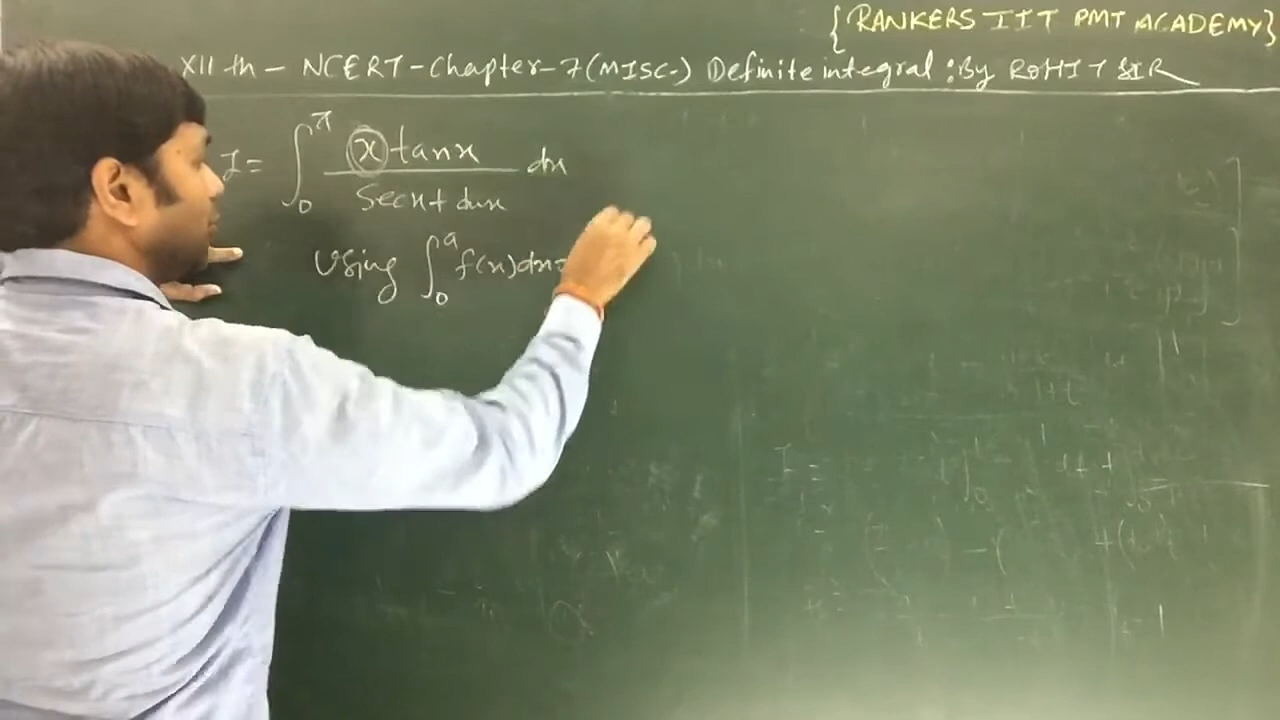 {RANKERS IIT PMT ACADEMY}
XII th - NCERT - Chapter - 7 (MISC.) Definite integral : By ROHIT SIR
I = ∫₀^π x tanx / Secx + tanx dx
Using ∫₀^a f(x)dx =